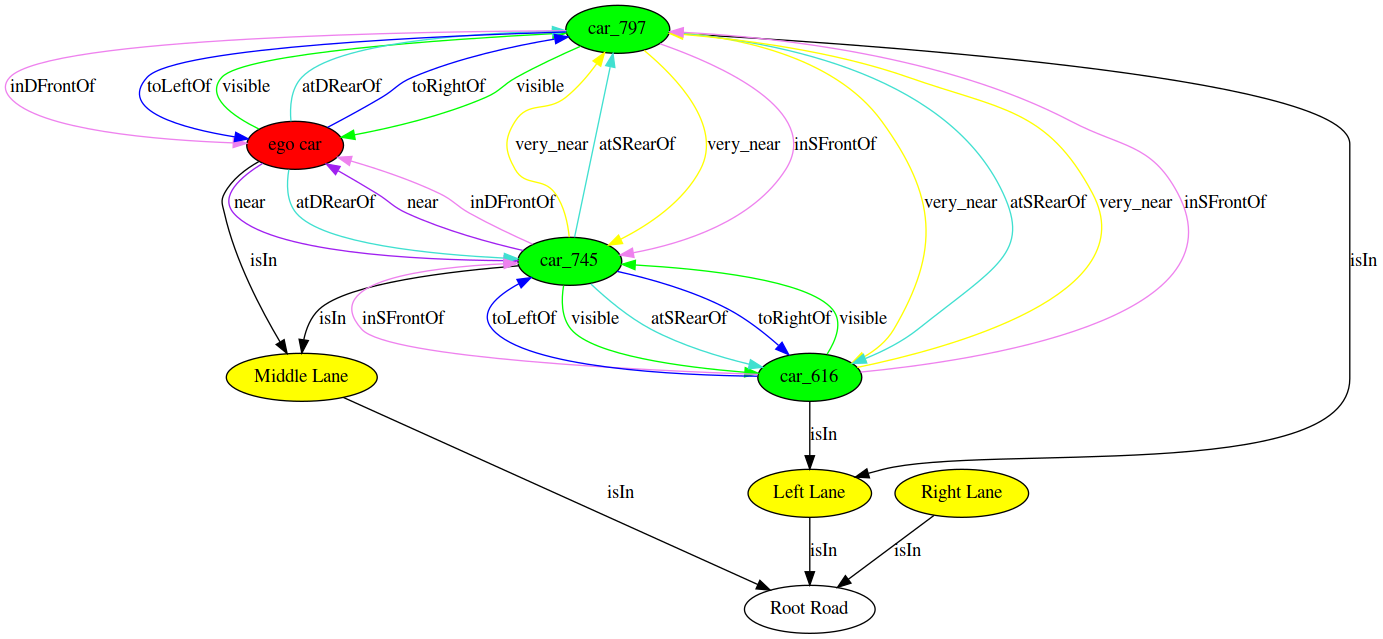 car_797
inDFrontOf
toLeftOf
visible
atDRearOf
toRightOf
visible
ego car
very_near
atSRearOf
very_near
inSFrontOf
near
atDRearOf
near
inDFrontOf
very_near
atSRearOf
very_near
inSFrontOf
isIn
car_745
isIn
isIn
inSFrontOf
toLeftOf
visible
atSRearOf
toRightOf
visible
Middle Lane
car_616
isIn
isIn
Left Lane
Right Lane
isIn
isIn
Root Road